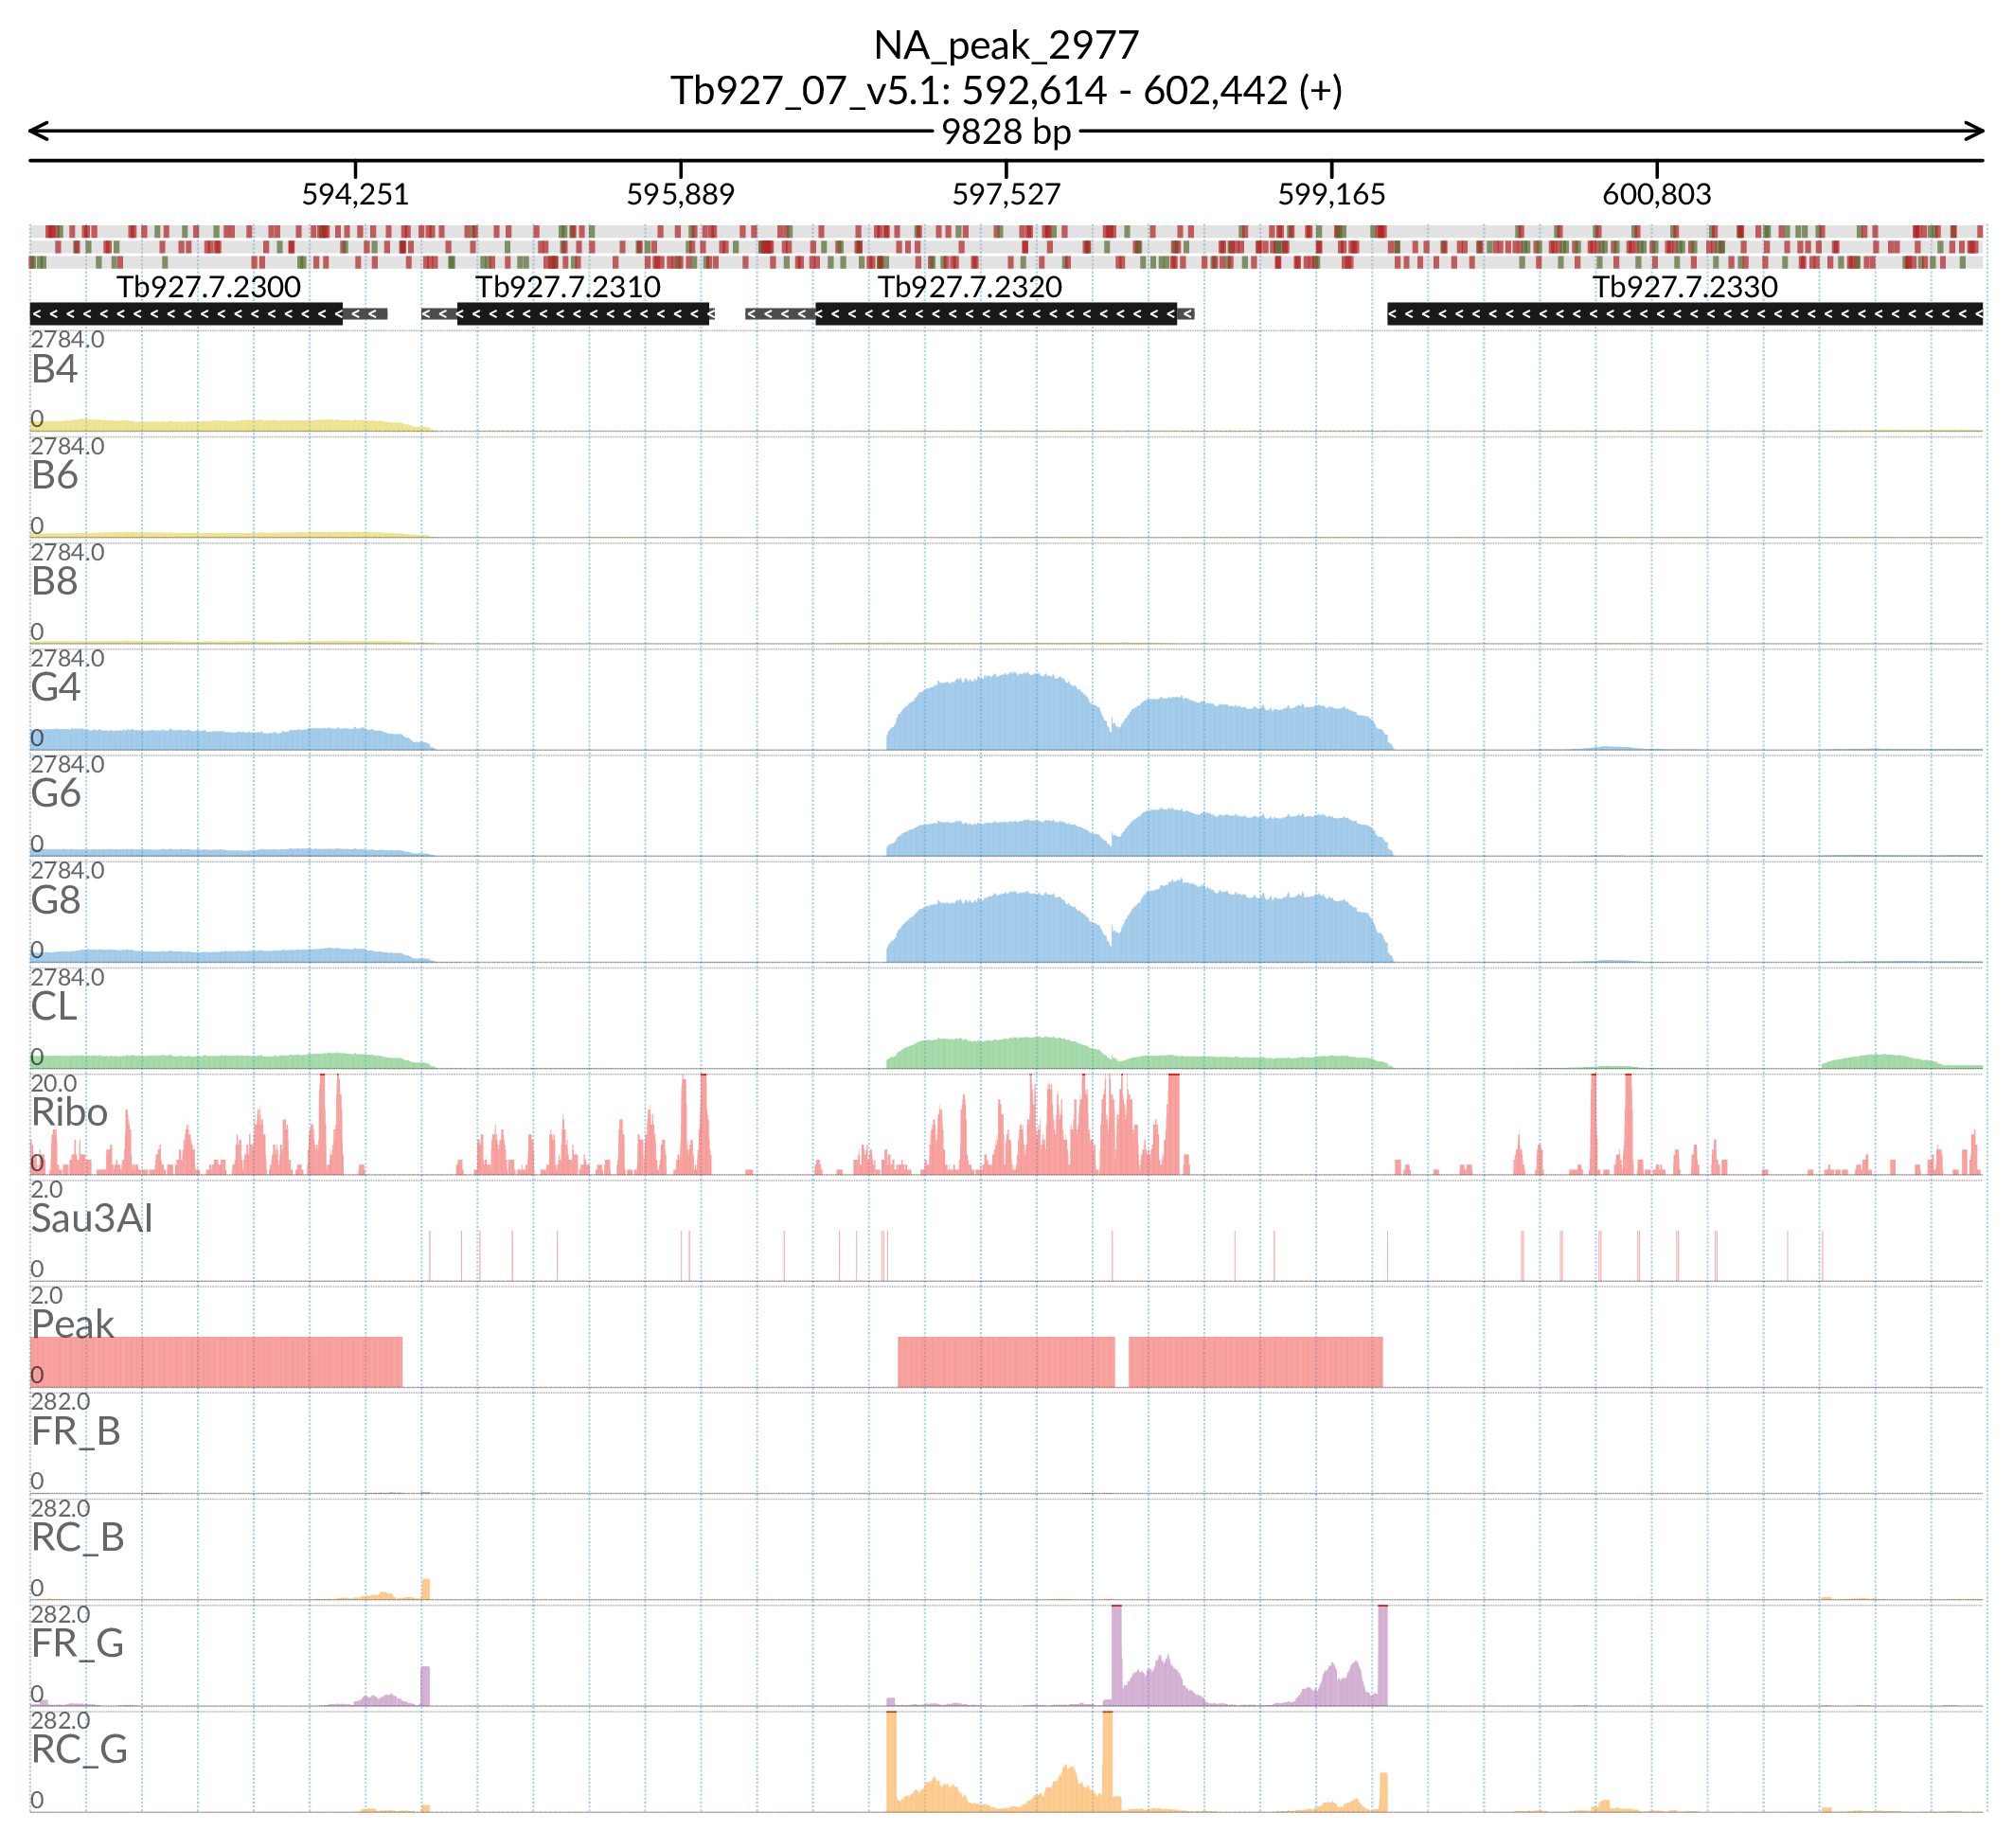 NA_peak_2977
Tb927_07_v5.1: 592,614 - 602,442 (+)
9828 bp
594,251 595,889 597,527 599,165 600,803
Tb927.7.2300 Tb927.7.2310 Tb927.7.2320 Tb927.7.2330
2784.0
B4
0
2784.0
B6
0
2784.0
B8
0
2784.0
G4
0
2784.0
G6
0
2784.0
G8
0
2784.0
CL
0
20.0
Ribo
0
2.0
Sau3AI
0
2.0
Peak
0
282.0
FR_B
0
282.0
RC_B
0
282.0
FR_G
0
282.0
RC_G
0